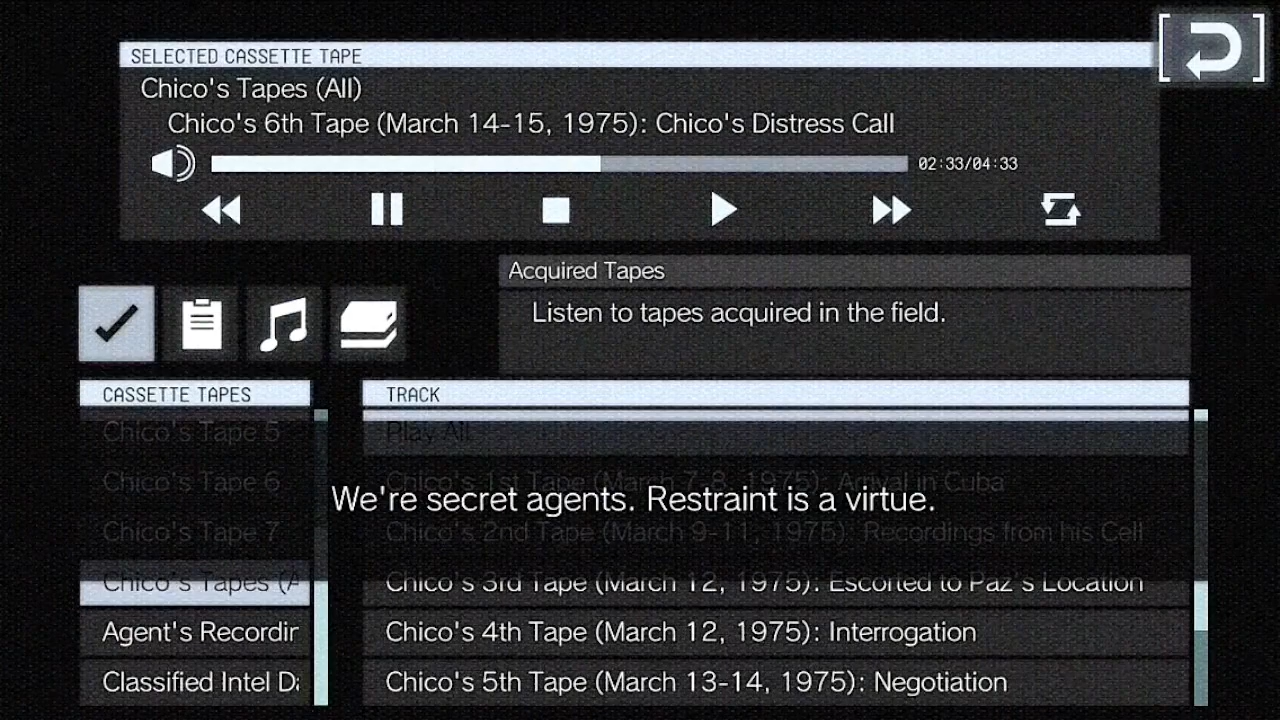 SELECTED CASSETTE TAPE
Chico's Tapes (All)
Chico's 6th Tape (March 14-15, 1975): Chico's Distress Call
02:33/04:33
Acquired Tapes
Listen to tapes acquired in the field.
CASSETTE TAPES
TRACK
Chico's Tape 5
Play All
Chico's Tape 6
Chico's 1st Tape (March 7-8, 1975): Arrival in Cuba
We're secret agents. Restraint is a virtue.
Chico's Tape 7
Chico's 2nd Tape (March 9-11, 1975): Recordings from his Cell
Chico's Tapes (A
Chico's 3rd Tape (March 12, 1975): Escorted to Paz's Location
Agent's Recordin
Chico's 4th Tape (March 12, 1975): Interrogation
Classified Intel Da
Chico's 5th Tape (March 13-14, 1975): Negotiation